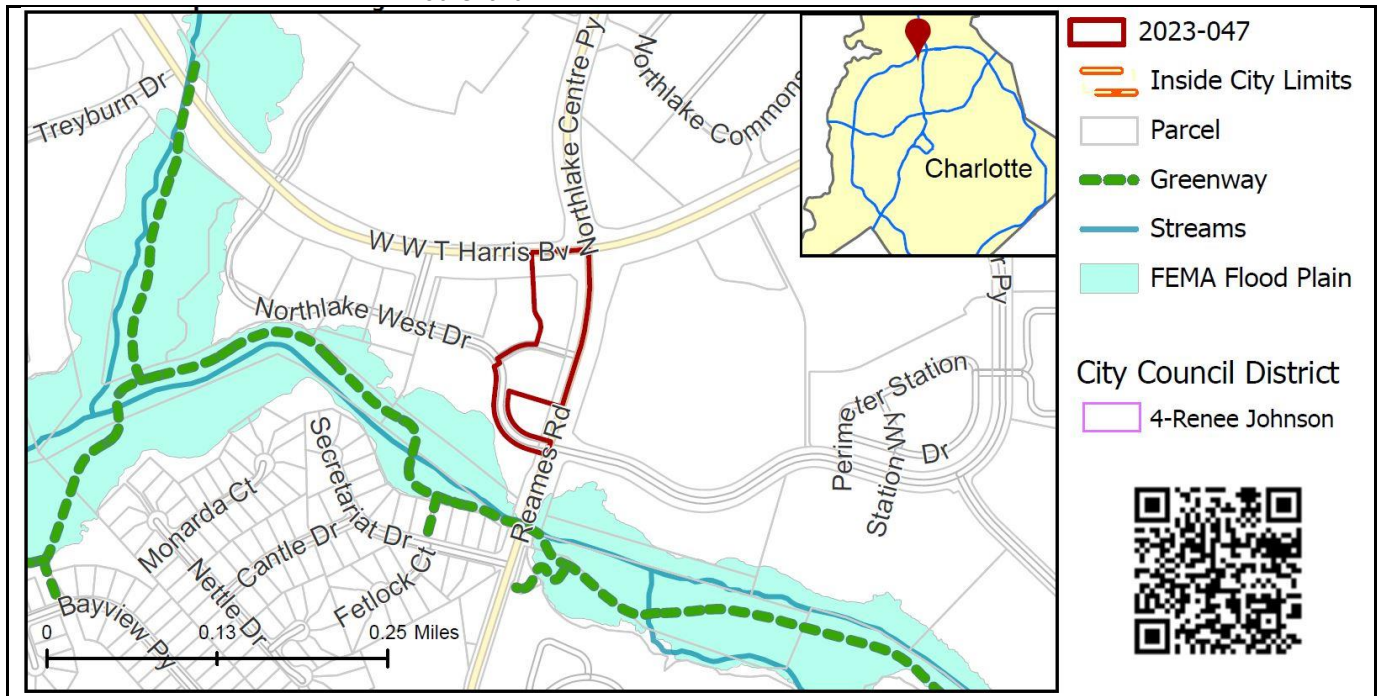 Treyburn Dr
Northlake Centre Py
Northlake Commons
W W T Harris Bv
N
Northlake West Dr
Reames Rd
Perimeter Station
Station Wy
Dr
r Py
Secretariat Dr
Monarda Ct
Cantle Dr
Nettle Dr
Fetlock Ct
Bayview Py
0
0.13
0.25 Miles
Charlotte
2023-047
Inside City Limits
Parcel
Greenway
Streams
FEMA Flood Plain
City Council District
4-Renee Johnson